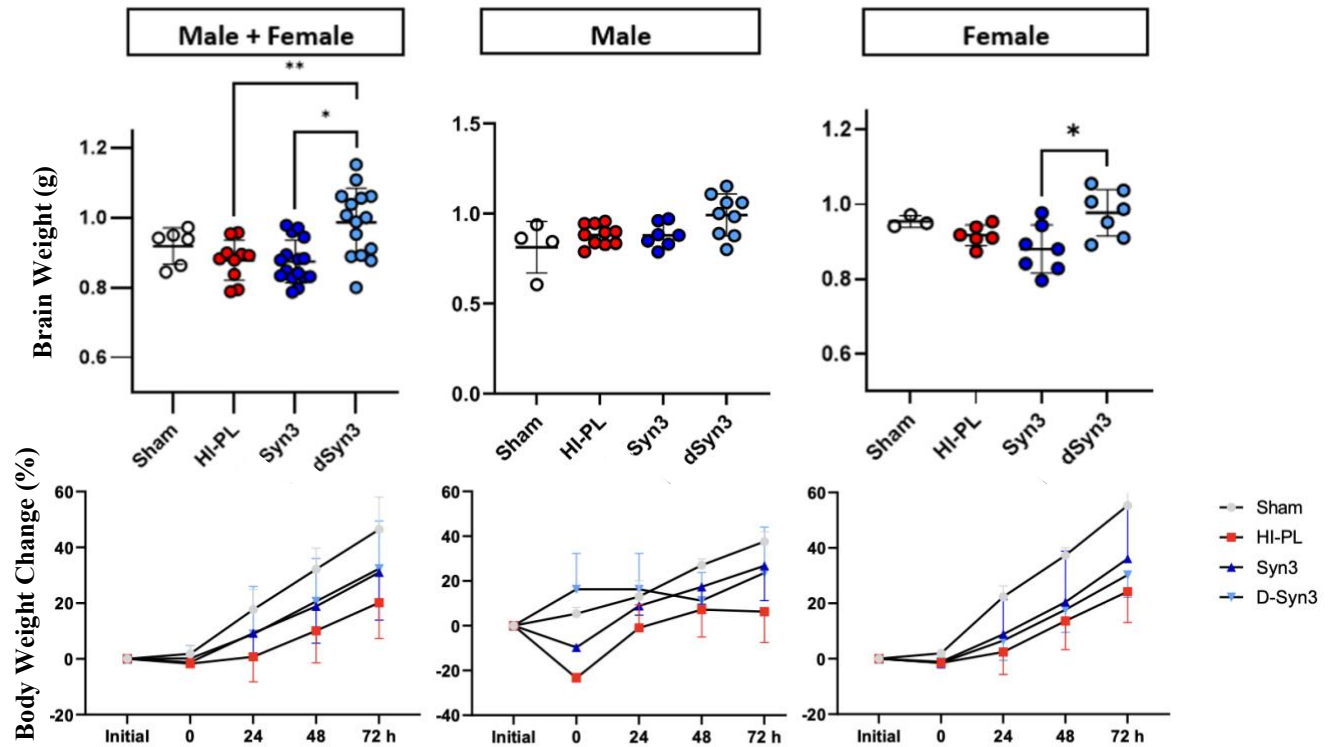 Male + Female
Male
Female
**
*
*
Brain Weight (g)
1.2
1.0
0.8
0.6
Sham
HI-PL
Syn3
dSyn3
1.5
1.0
0.5
0.0
Sham
HI-PL
Syn3
dSyn3
1.2
1.0
0.8
0.6
Sham
HI-PL
Syn3
dSyn3
Body Weight Change (%)
60
40
20
0
-20
Initial 0 24 48 72 h
60
40
20
0
-20
-40
Initial 0 24 48 72 h
60
40
20
0
-20
Initial 0 24 48 72 h
Sham
HI-PL
Syn3
D-Syn3